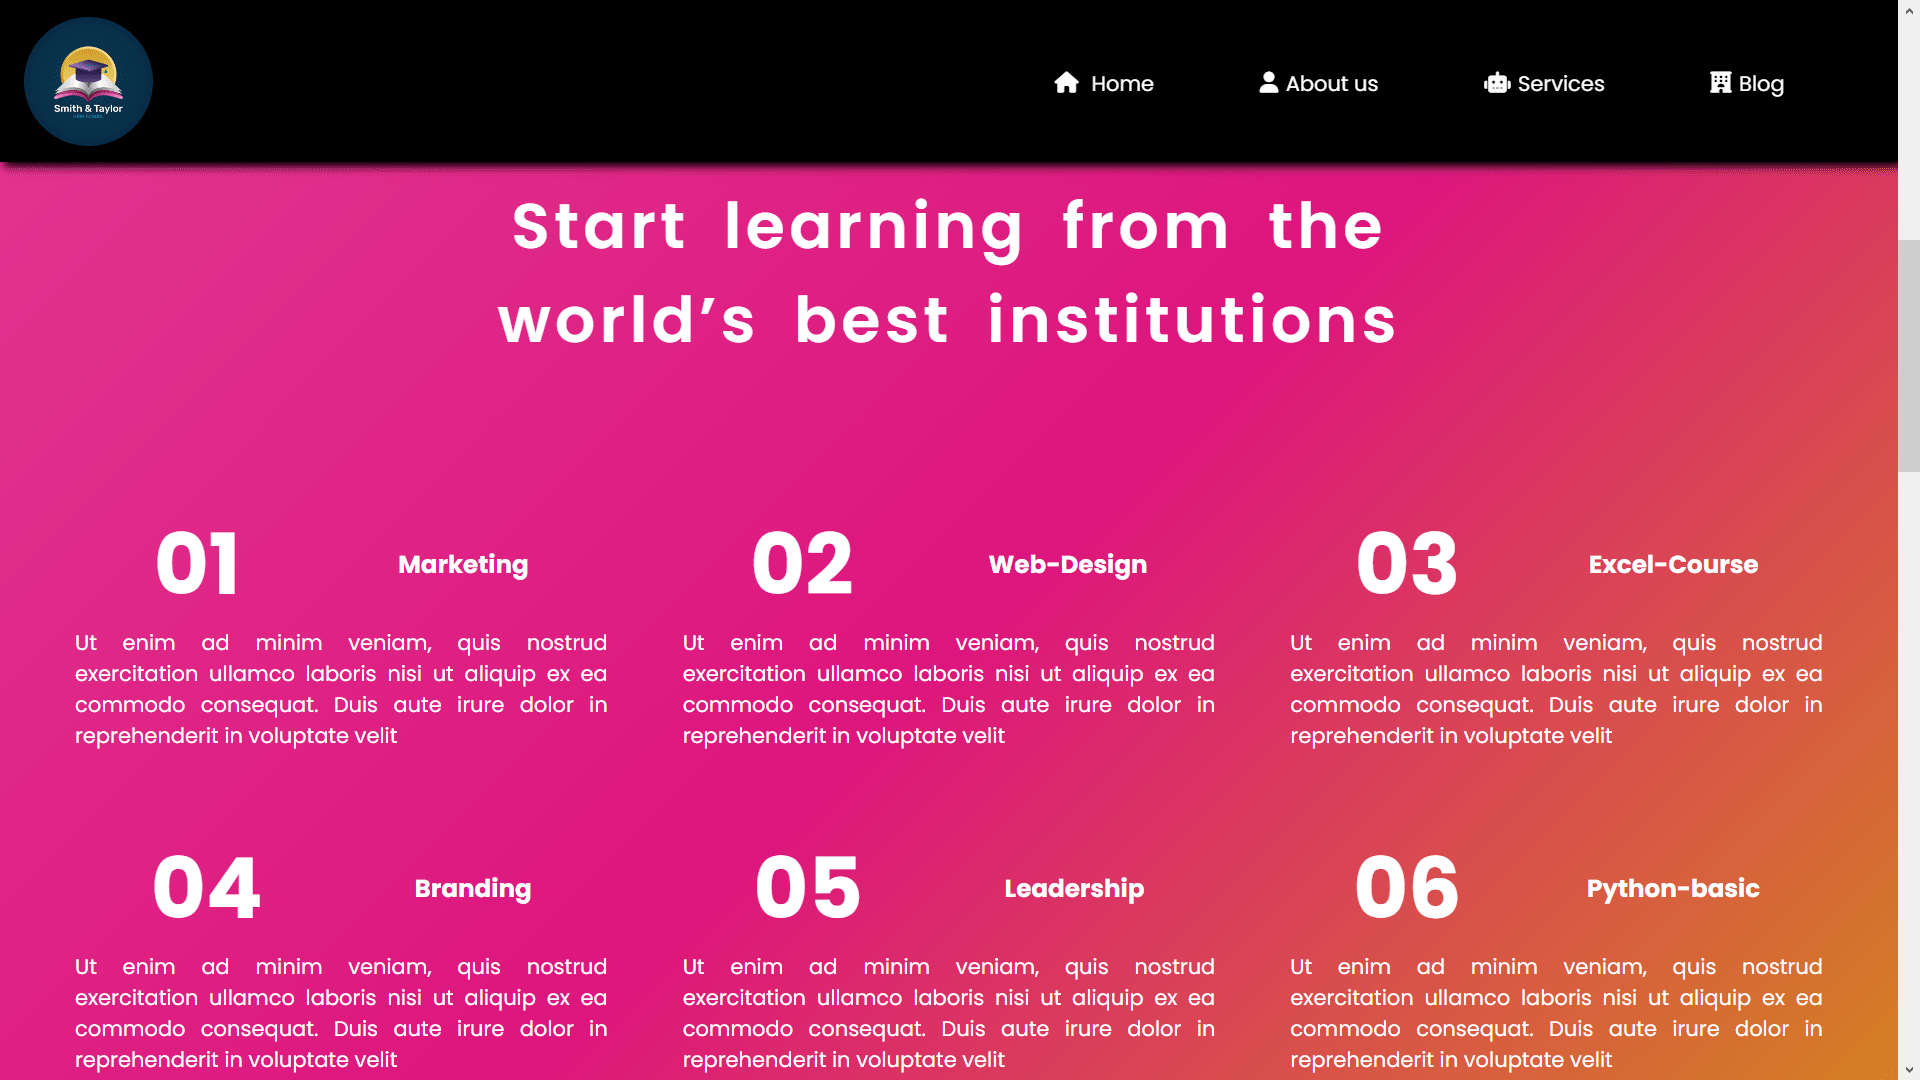 Smith & Taylor
HIGH SCHOOL
Home
About us
Services
Blog
Start learning from the
world’s best institutions
01
Marketing
Ut enim ad minim veniam, quis nostrud
exercitation ullamco laboris nisi ut aliquip ex ea
commodo consequat. Duis aute irure dolor in
reprehenderit in voluptate velit
02
Web-Design
Ut enim ad minim veniam, quis nostrud
exercitation ullamco laboris nisi ut aliquip ex ea
commodo consequat. Duis aute irure dolor in
reprehenderit in voluptate velit
03
Excel-Course
Ut enim ad minim veniam, quis nostrud
exercitation ullamco laboris nisi ut aliquip ex ea
commodo consequat. Duis aute irure dolor in
reprehenderit in voluptate velit
04
Branding
Ut enim ad minim veniam, quis nostrud
exercitation ullamco laboris nisi ut aliquip ex ea
commodo consequat. Duis aute irure dolor in
reprehenderit in voluptate velit
05
Leadership
Ut enim ad minim veniam, quis nostrud
exercitation ullamco laboris nisi ut aliquip ex ea
commodo consequat. Duis aute irure dolor in
reprehenderit in voluptate velit
06
Python-basic
Ut enim ad minim veniam, quis nostrud
exercitation ullamco laboris nisi ut aliquip ex ea
commodo consequat. Duis aute irure dolor in
reprehenderit in voluptate velit